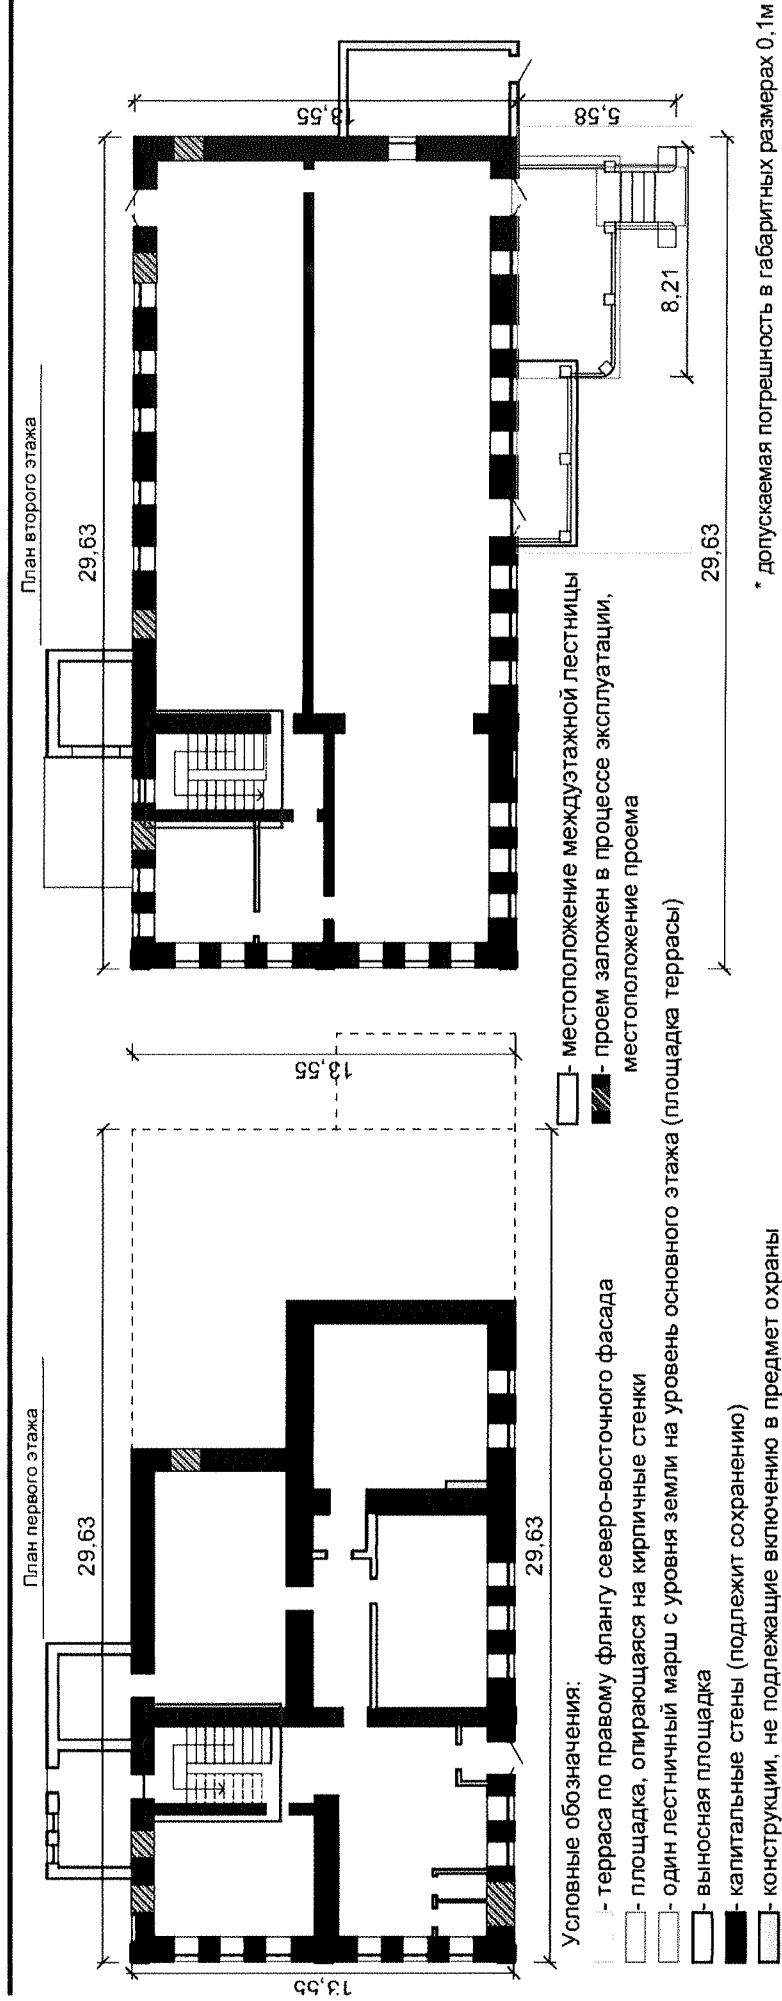 План первого этажа
29,63
13,55
29,63
13,55
План второго этажа
29,63
13,55
5,58
8,21
29,63
Условные обозначения:
- терраса по правому флангу северо-восточного фасада
- площадка, опирающаяся на кирпичные стенки
- один лестничный марш с уровня земли на уровень основного этажа (площадка террасы)
- выносная площадка
- капитальные стены (подлежит сохранению)
- конструкции, не подлежащие включению в предмет охраны
- местоположение междуэтажной лестницы
- проем заложен в процессе эксплуатации,
местоположение проема
* допускаемая погрешность в габаритных размерах 0,1м